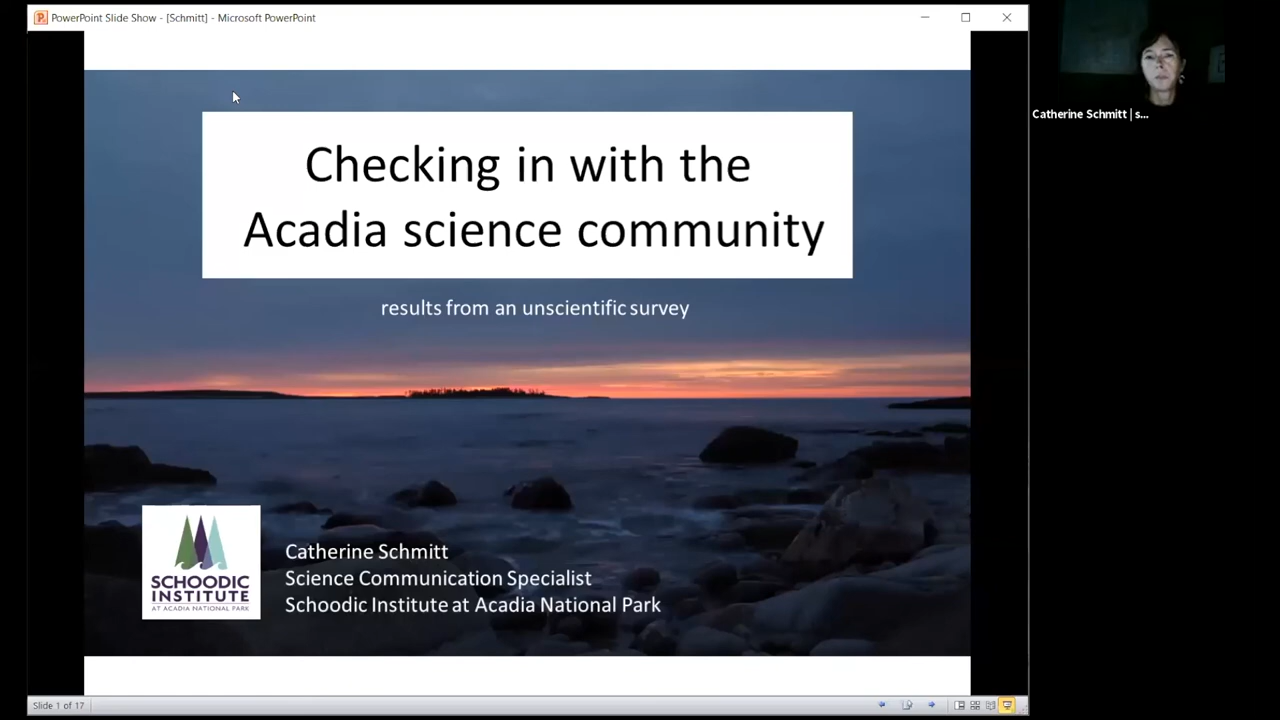 PowerPoint Slide Show - [Schmitt] - Microsoft PowerPoint
Checking in with the
Acadia science community
results from an unscientific survey
SCHOODIC
INSTITUTE
AT ACADIA NATIONAL PARK
Catherine Schmitt
Science Communication Specialist
Schoodic Institute at Acadia National Park
Slide 1 of 17
Catherine Schmitt | s...